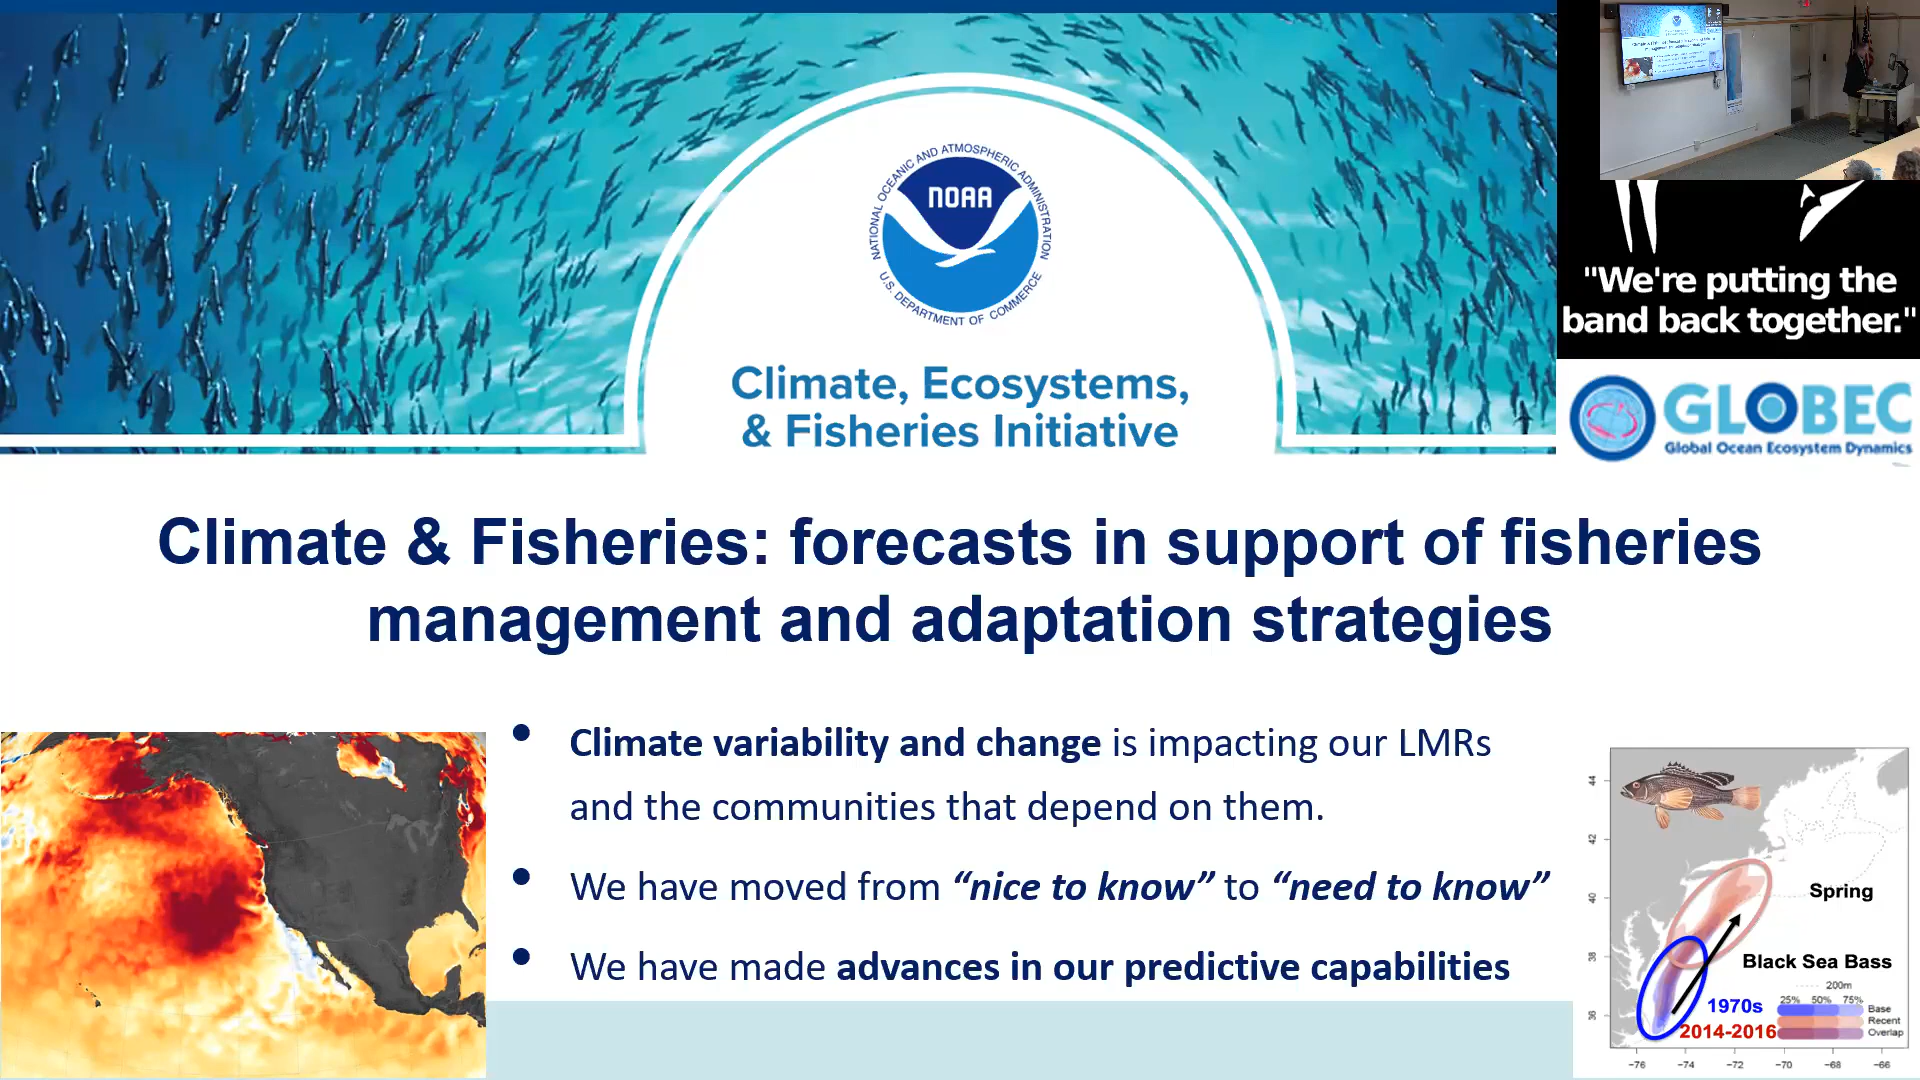 NOAA
NATIONAL OCEANIC AND ATMOSPHERIC ADMINISTRATION
U.S. DEPARTMENT OF COMMERCE
Climate, Ecosystems,
& Fisheries Initiative
"We're putting the
band back together."
GLOBEC
Global Ocean Ecosystem Dynamics
Climate & Fisheries: forecasts in support of fisheries
management and adaptation strategies
• Climate variability and change is impacting our LMRs
and the communities that depend on them.
• We have moved from “nice to know” to “need to know”
• We have made advances in our predictive capabilities
44
42
40
38
36
Spring
Black Sea Bass
200m
25% 50% 75%
1970s
Base
Recent
2014-2016
Overlap
-76 -74 -72 -70 -68 -66